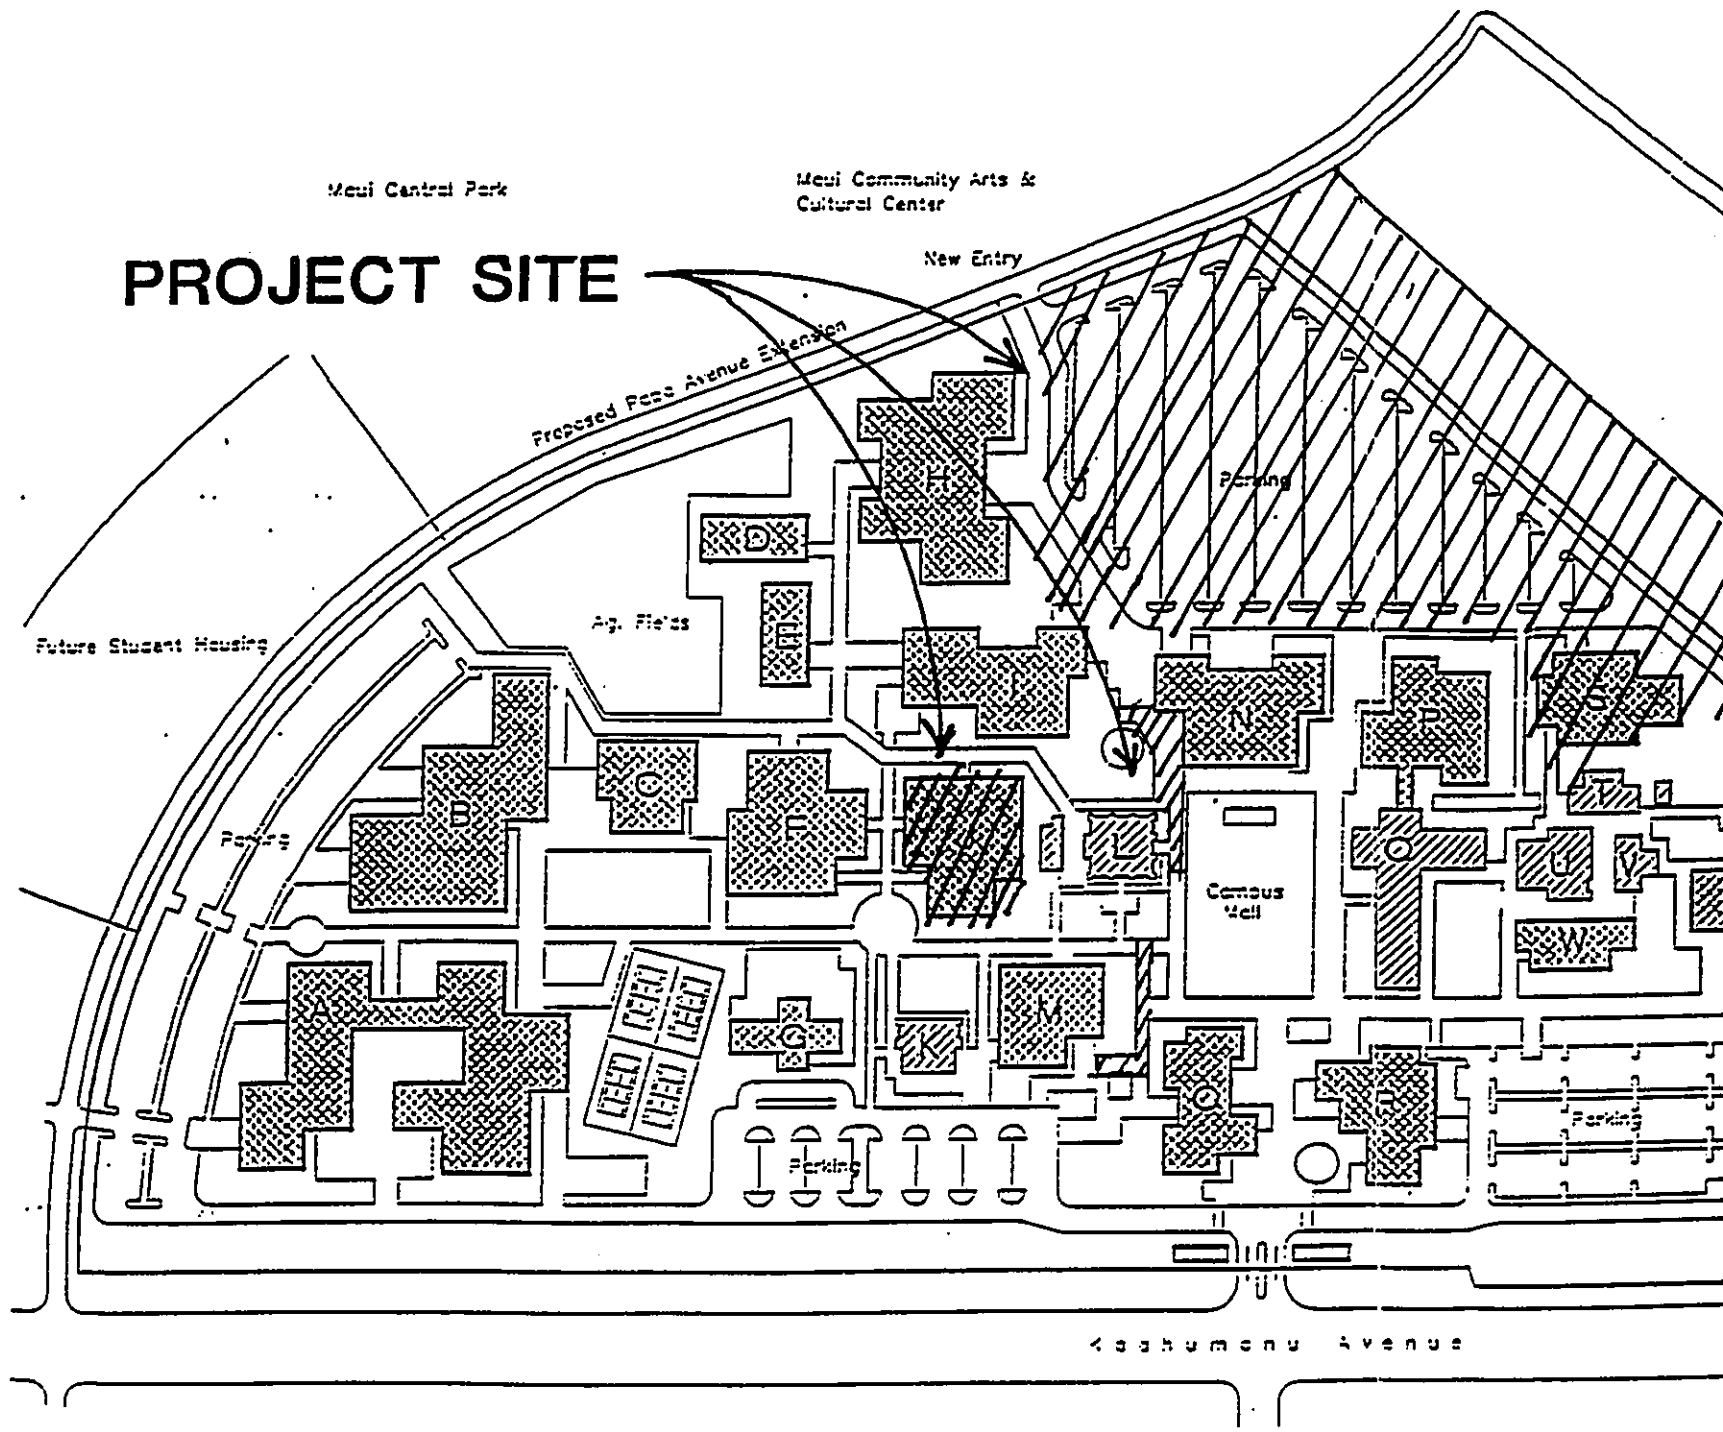 Maui Central Park
Maui Community Arts &
Cultural Center
PROJECT SITE
New Entry
Proposed Papa Avenue Extension
H
Parking
D
Ag. Fields
E
Future Student Housing
I
N
P
S
B
C
F
T
Parking
L
O
U
V
Campus
Mall
W
A
G
K
M
Q
R
Parking
Parking
Kaahumanu Avenue